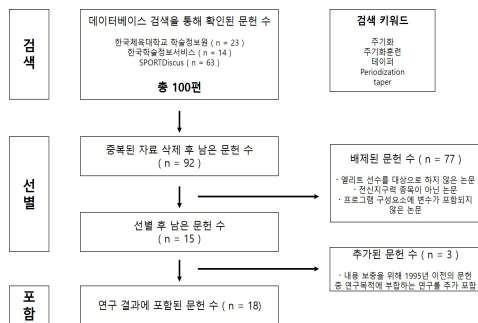 검색
데이터베이스 검색을 통해 확인된 문헌 수
한국체육대학교 학술정보원 ( n = 23 )
한국학술정보서비스 ( n = 14 )
SPORTDiscus ( n = 63 )
총 100편
검색 키워드
주기화
주기화훈련
테이퍼
Periodization
taper
선별
중복된 자료 삭제 후 남은 문헌 수
( n = 92 )
배제된 문헌 수 ( n = 77 )
· 엘리트 선수를 대상으로 하지 않은 논문
· 전신지구력 종목이 아닌 논문
· 프로그램 구성요소에 변수가 포함되지
않은 논문
선별 후 남은 문헌 수
( n = 15 )
추가된 문헌 수 ( n = 3 )
· 내용 보충을 위해 1995년 이전의 문헌
중 연구목적에 부합하는 연구를 추가 포함
포함
연구 결과에 포함된 문헌 수 ( n = 18)